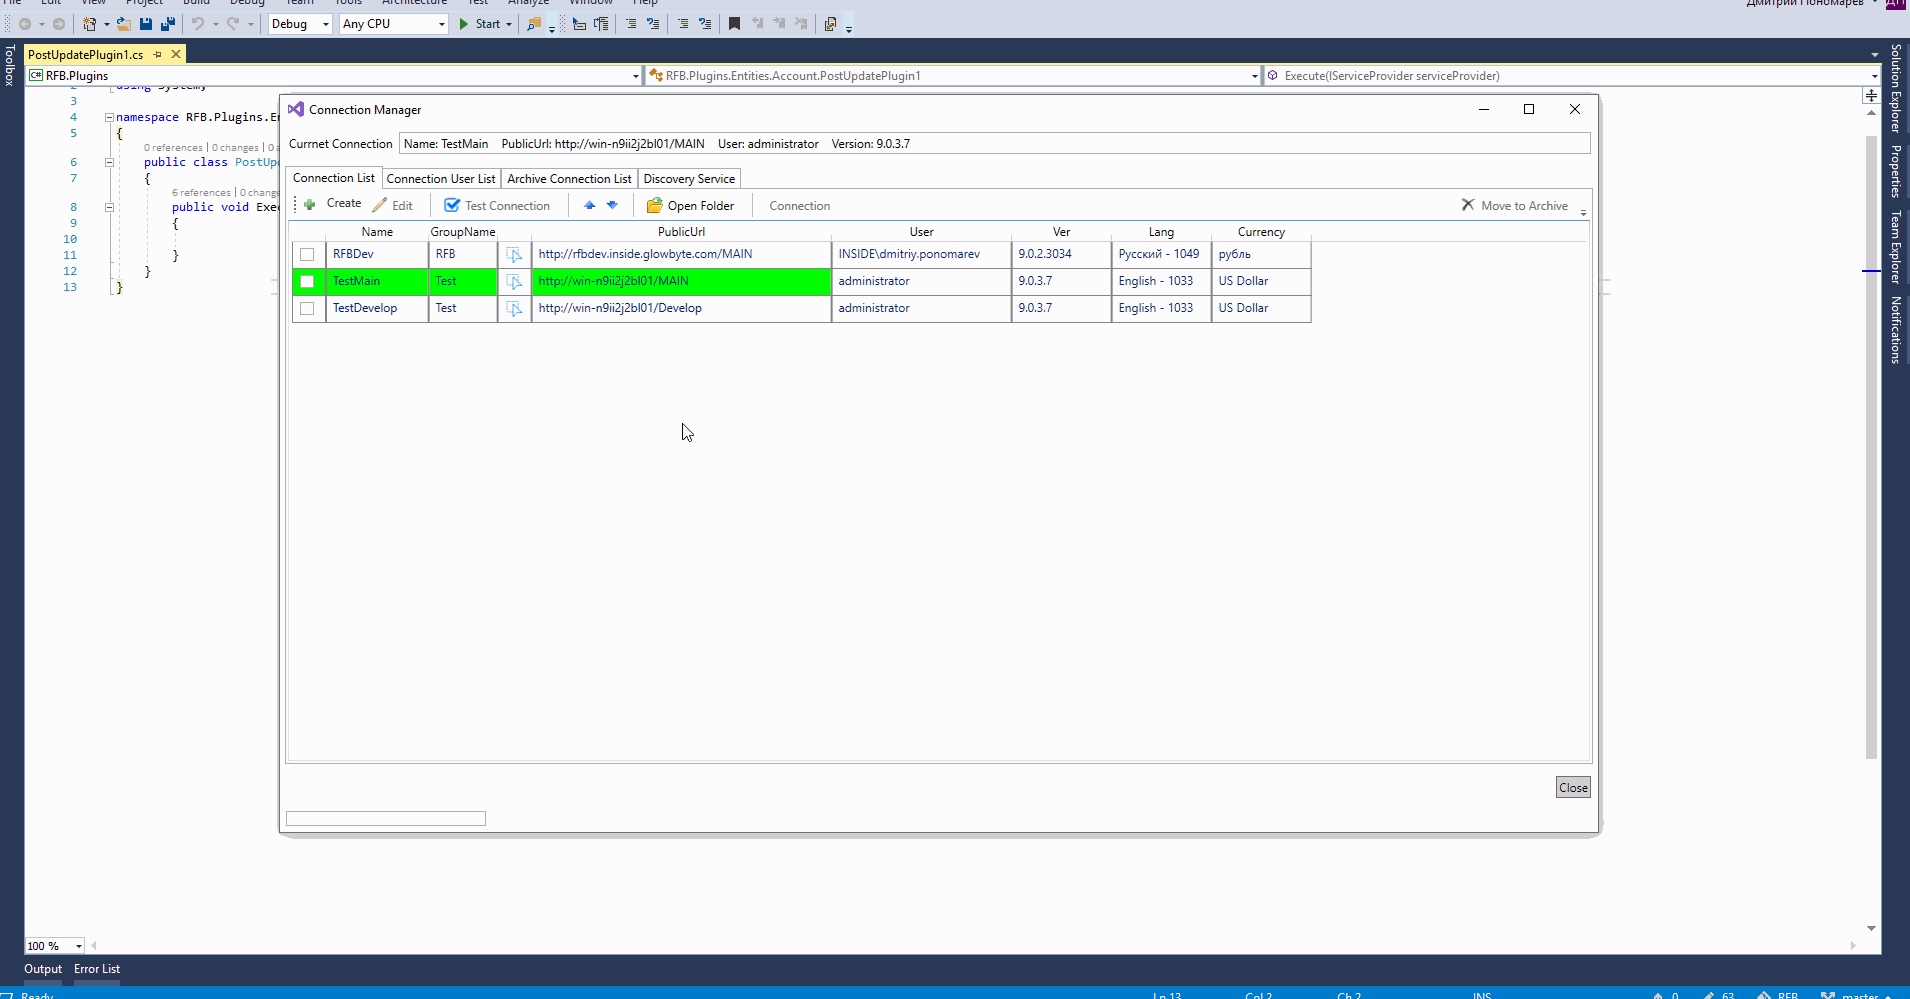 File Edit View Project Build Debug Team Tools Architecture Test Analyze Window Help Дмитрий Пономарев ДП
Debug Any CPU Start
Toolbox
PostUpdatePlugin1.cs
C# RFB.Plugins RFB.Plugins.Entities.Account.PostUpdatePlugin1 Execute(IServiceProvider serviceProvider)
2 using System;
3
4 namespace RFB.Plugins.En
5 {
0 references | 0 changes | 0 a
6 public class PostUp
7 {
6 references | 0 change
8 public void Exe
9 {
10
11 }
12 }
13 }
Connection Manager
Currnet Connection Name: TestMain PublicUrl: http://win-n9ii2j2bl01/MAIN User: administrator Version: 9.0.3.7
Connection List Connection User List Archive Connection List Discovery Service
Create Edit Test Connection Open Folder Connection Move to Archive
Name GroupName PublicUrl User Ver Lang Currency
RFBDev RFB http://rfbdev.inside.glowbyte.com/MAIN INSIDE\dmitriy.ponomarev 9.0.2.3034 Русский - 1049 рубль
TestMain Test http://win-n9ii2j2bl01/MAIN administrator 9.0.3.7 English - 1033 US Dollar
TestDevelop Test http://win-n9ii2j2bl01/Develop administrator 9.0.3.7 English - 1033 US Dollar
Close
Solution Explorer
Properties
Team Explorer
Notifications
100 %
Output Error List
Ready Ln 13 Col 2 Ch 2 INS 0 63 RFB master